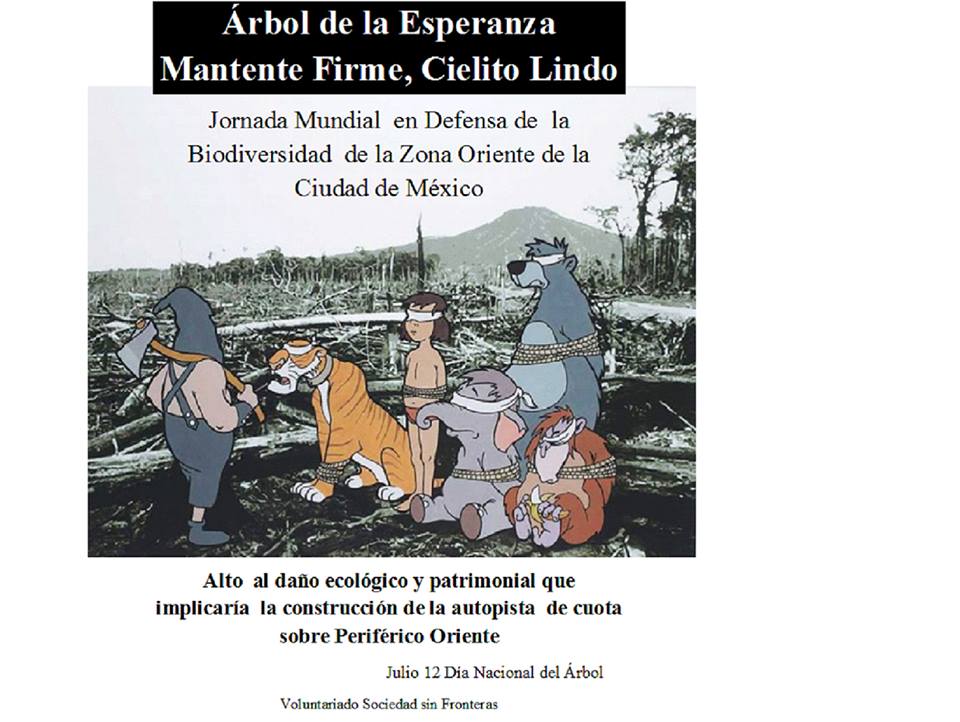 Árbol de la Esperanza
Mantente Firme, Cielito Lindo
Jornada Mundial en Defensa de la
Biodiversidad de la Zona Oriente de la
Ciudad de México
Alto al daño ecológico y patrimonial que
implicaría la construcción de la autopista de cuota
sobre Periférico Oriente
Julio 12 Día Nacional del Árbol
Voluntariado Sociedad sin Fronteras